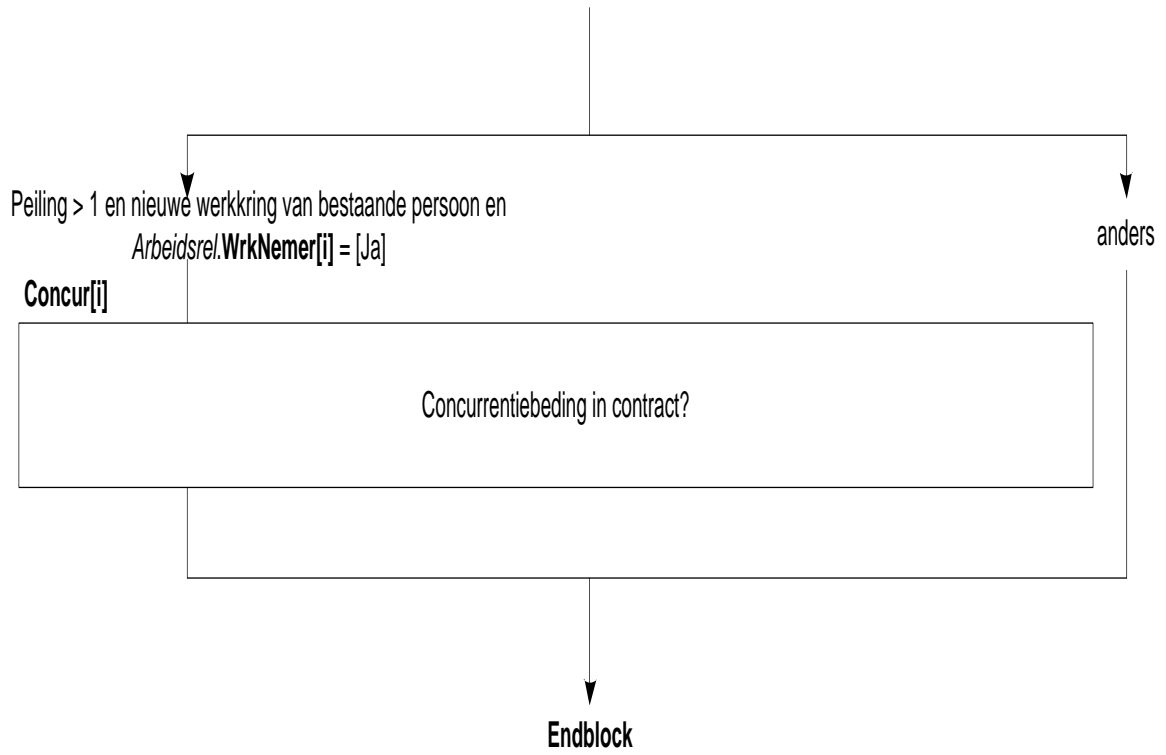 Peiling > 1 en nieuwe werkkring van bestaande persoon en
Arbeidsrel.WrkNemer[i] = [Ja]
anders
Concur[i]
Concurrentiebeding in contract?
Endblock